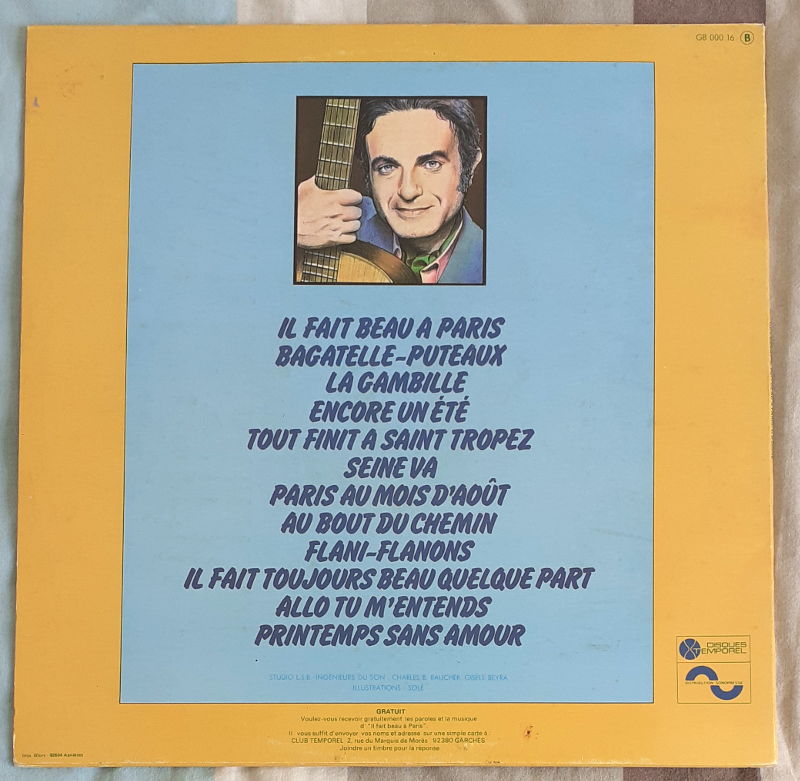 GB 000 16 B
IL FAIT BEAU A PARIS
BAGATELLE-PUTEAUX
LA GAMBILLE
ENCORE UN ÉTÉ
TOUT FINIT A SAINT TROPEZ
SEINE VA
PARIS AU MOIS D'AOÛT
AU BOUT DU CHEMIN
FLANI-FLANONS
IL FAIT TOUJOURS BEAU QUELQUE PART
ALLO TU M'ENTENDS
PRINTEMPS SANS AMOUR
DISQUES
TEMPOREL
STUDIO L.S.B. INGÉNIEURS DU SON : CHARLES B. RAUCHER. GISÈLE BEYRA
ILLUSTRATIONS : SOLÉ
GRATUIT
Voulez-vous recevoir gratuitement les paroles et la musique
d' "Il fait beau à Paris".
Il vous suffit d'envoyer vos noms et adresse sur une simple carte à :
CLUB TEMPOREL 2, rue du Marquis de Morès 92380 GARCHES
Joindre un timbre pour la réponse